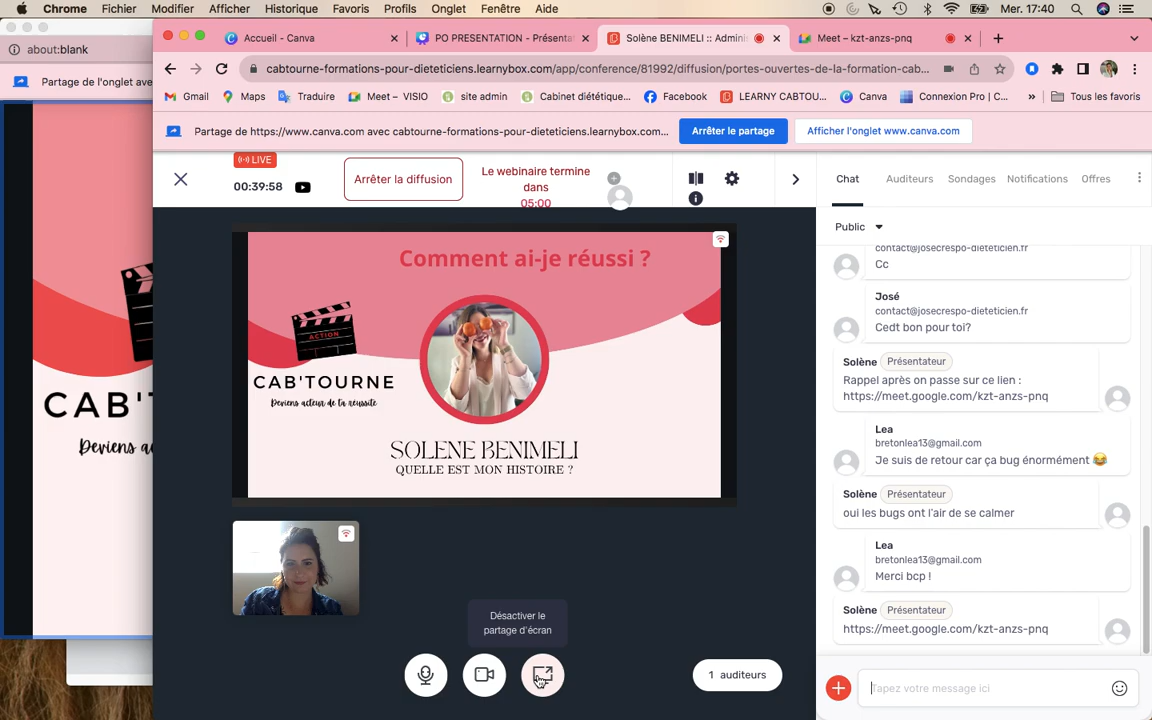 Chrome Fichier Modifier Afficher Historique Favoris Profils Onglet Fenêtre Aide Mer. 17:40
about:blank
Partage de l'onglet ave
CAB'T
Deviens ac
Accueil - Canva
PO PRESENTATION - Présenta
Solène BENIMELI :: Admini
Meet – kzt-anzs-pnq
cabtourne-formations-pour-dieteticiens.learnybox.com/app/conference/81992/diffusion/portes-ouvertes-de-la-formation-cab...
Gmail Maps Traduire Meet – VISIO site admin Cabinet diététique... Facebook LEARNY CABTOU... Canva Connexion Pro | C... » Tous les favoris
Partage de https://www.canva.com avec cabtourne-formations-pour-dieteticiens.learnybox.com...
Arrêter le partage
Afficher l'onglet www.canva.com
LIVE
00:39:58
Arrêter la diffusion
Le webinaire termine
dans
05:00
Comment ai-je réussi ?
ACTION
CAB'TOURNE
Deviens acteur de ta réussite
SOLENE BENIMELI
QUELLE EST MON HISTOIRE ?
Désactiver le
partage d'écran
1 auditeurs
Chat Auditeurs Sondages Notifications Offres
Public
contact@josecrespo-dieteticien.fr
Cc
José
contact@josecrespo-dieteticien.fr
Cedt bon pour toi?
Solène Présentateur
Rappel après on passe sur ce lien :
https://meet.google.com/kzt-anzs-pnq
Lea
bretonlea13@gmail.com
Je suis de retour car ça bug énormément 😂
Solène Présentateur
oui les bugs ont l'air de se calmer
Lea
bretonlea13@gmail.com
Merci bcp !
Solène Présentateur
https://meet.google.com/kzt-anzs-pnq
Tapez votre message ici